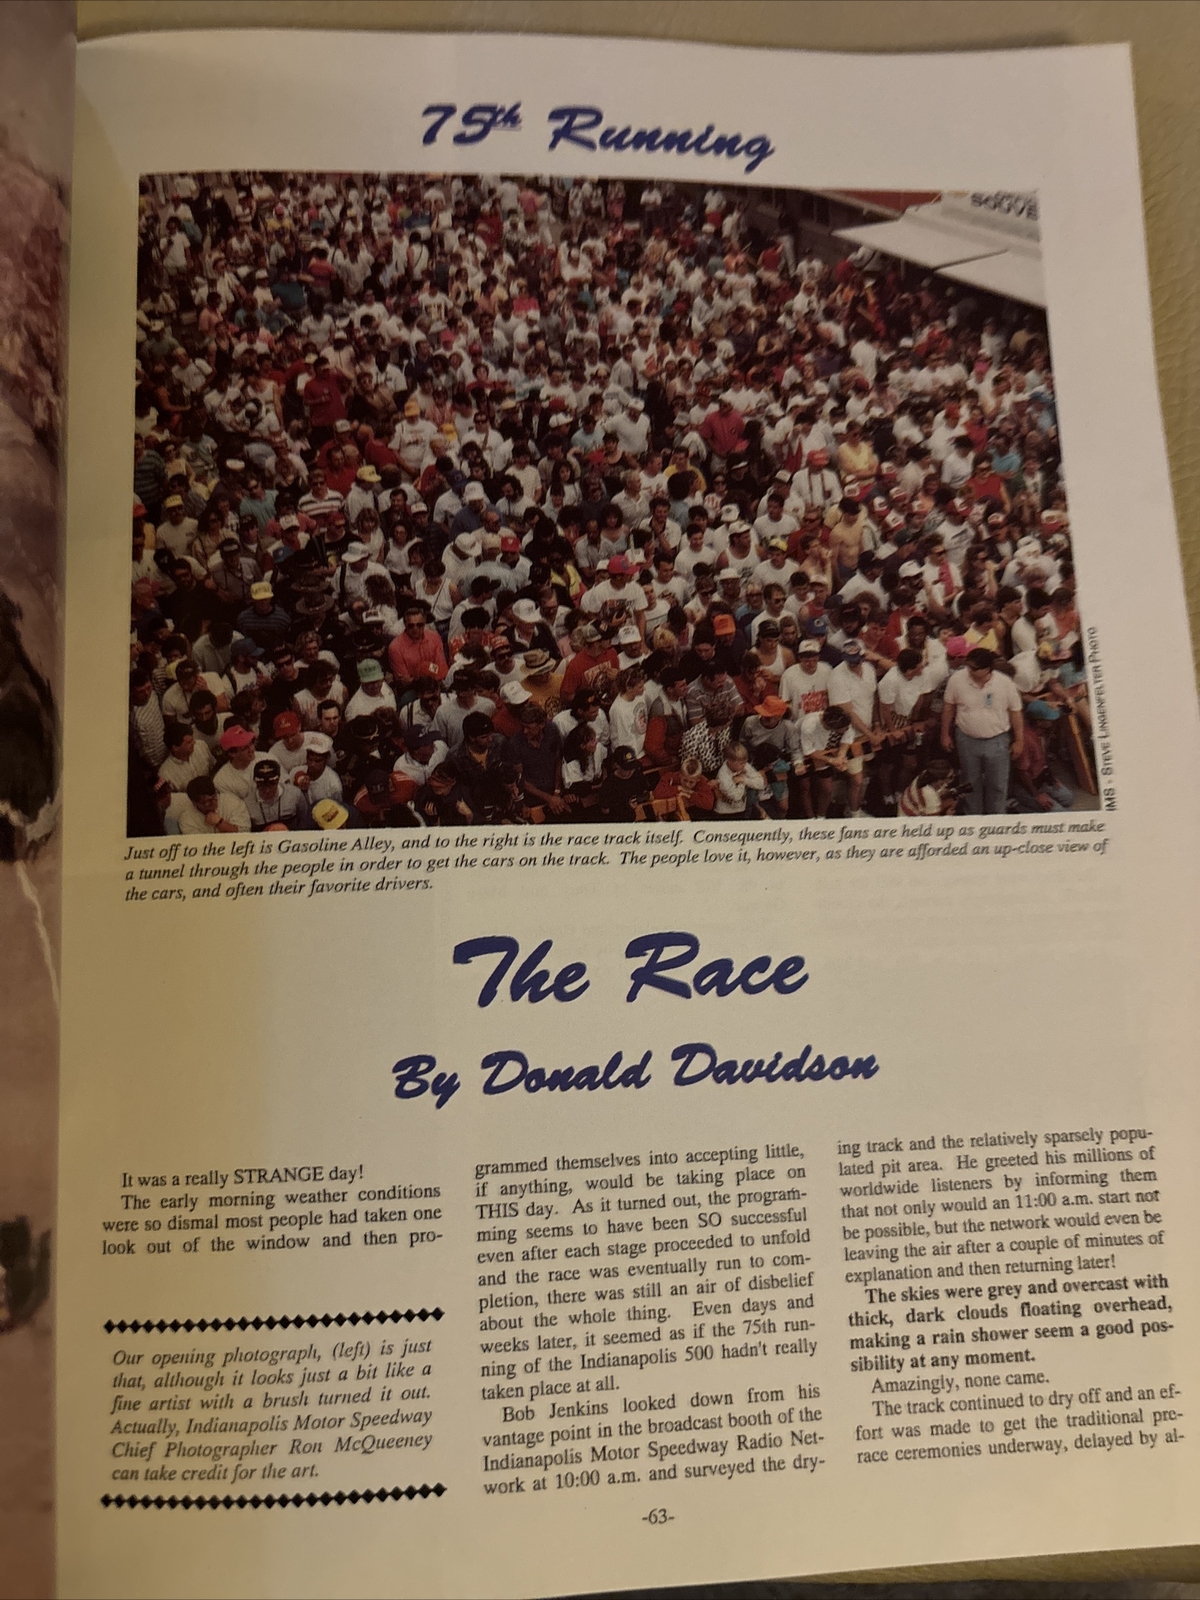 75th Running
IMS - STEVE LINGENFELTER PHOTO
Just off to the left is Gasoline Alley, and to the right is the race track itself.  Consequently, these fans are held up as guards must make
a tunnel through the people in order to get the cars on the track.  The people love it, however, as they are afforded an up-close view of
the cars, and often their favorite drivers.
The Race
By Donald Davidson
It was a really STRANGE day!
The early morning weather conditions
were so dismal most people had taken one
look out of the window and then pro-
Our opening photograph, (left) is just
that, although it looks just a bit like a
fine artist with a brush turned it out.
Actually, Indianapolis Motor Speedway
Chief Photographer Ron McQueeney
can take credit for the art.
grammed themselves into accepting little,
if anything, would be taking place on
THIS day.  As it turned out, the program-
ming seems to have been SO successful
even after each stage proceeded to unfold
and the race was eventually run to com-
pletion, there was still an air of disbelief
about the whole thing.  Even days and
weeks later, it seemed as if the 75th run-
ning of the Indianapolis 500 hadn't really
taken place at all.
Bob Jenkins looked down from his
vantage point in the broadcast booth of the
Indianapolis Motor Speedway Radio Net-
work at 10:00 a.m. and surveyed the dry-
ing track and the relatively sparsely popu-
lated pit area.  He greeted his millions of
worldwide listeners by informing them
that not only would an 11:00 a.m. start not
be possible, but the network would even be
leaving the air after a couple of minutes of
explanation and then returning later!
The skies were grey and overcast with
thick, dark clouds floating overhead,
making a rain shower seem a good pos-
sibility at any moment.
Amazingly, none came.
The track continued to dry off and an ef-
fort was made to get the traditional pre-
race ceremonies underway, delayed by al-
-63-